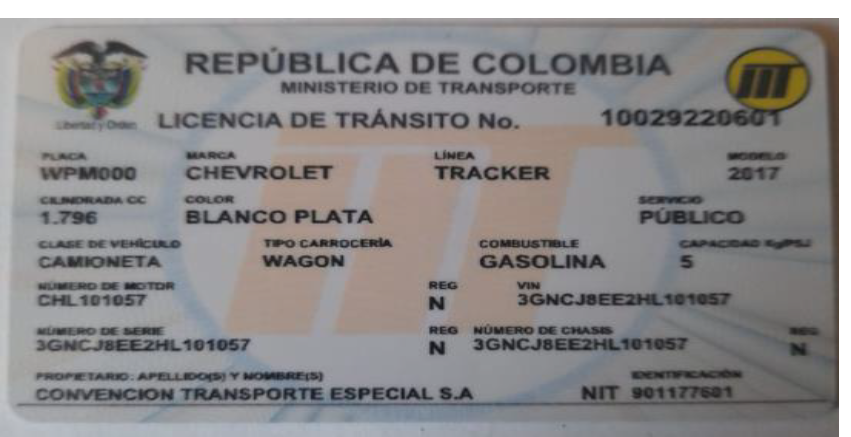 REPÚBLICA DE COLOMBIA
MINISTERIO DE TRANSPORTE
Libertad y Orden
LICENCIA DE TRÁNSITO No. 10029220601
PLACA MARCA LÍNEA MODELO
WPM000 CHEVROLET TRACKER 2017
CILINDRADA CC COLOR SERVICIO
1.796 BLANCO PLATA PÚBLICO
CLASE DE VEHÍCULO TIPO CARROCERÍA COMBUSTIBLE CAPACIDAD Kg/PSJ
CAMIONETA WAGON GASOLINA 5
NÚMERO DE MOTOR REG VIN
CHL101057 N 3GNCJ8EE2HL101057
NÚMERO DE SERIE REG NÚMERO DE CHASIS REG
3GNCJ8EE2HL101057 N 3GNCJ8EE2HL101057 N
PROPIETARIO: APELLIDO(S) Y NOMBRE(S) IDENTIFICACIÓN
CONVENCION TRANSPORTE ESPECIAL S.A NIT 901177601